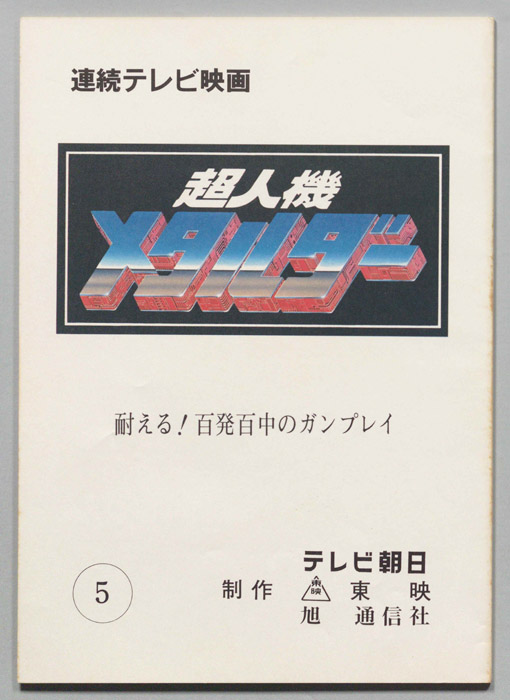 連続テレビ映画
超人機
メタルダー
耐える！百発百中のガンプレイ
テレビ朝日
制作 東映 東映
旭通信社
5